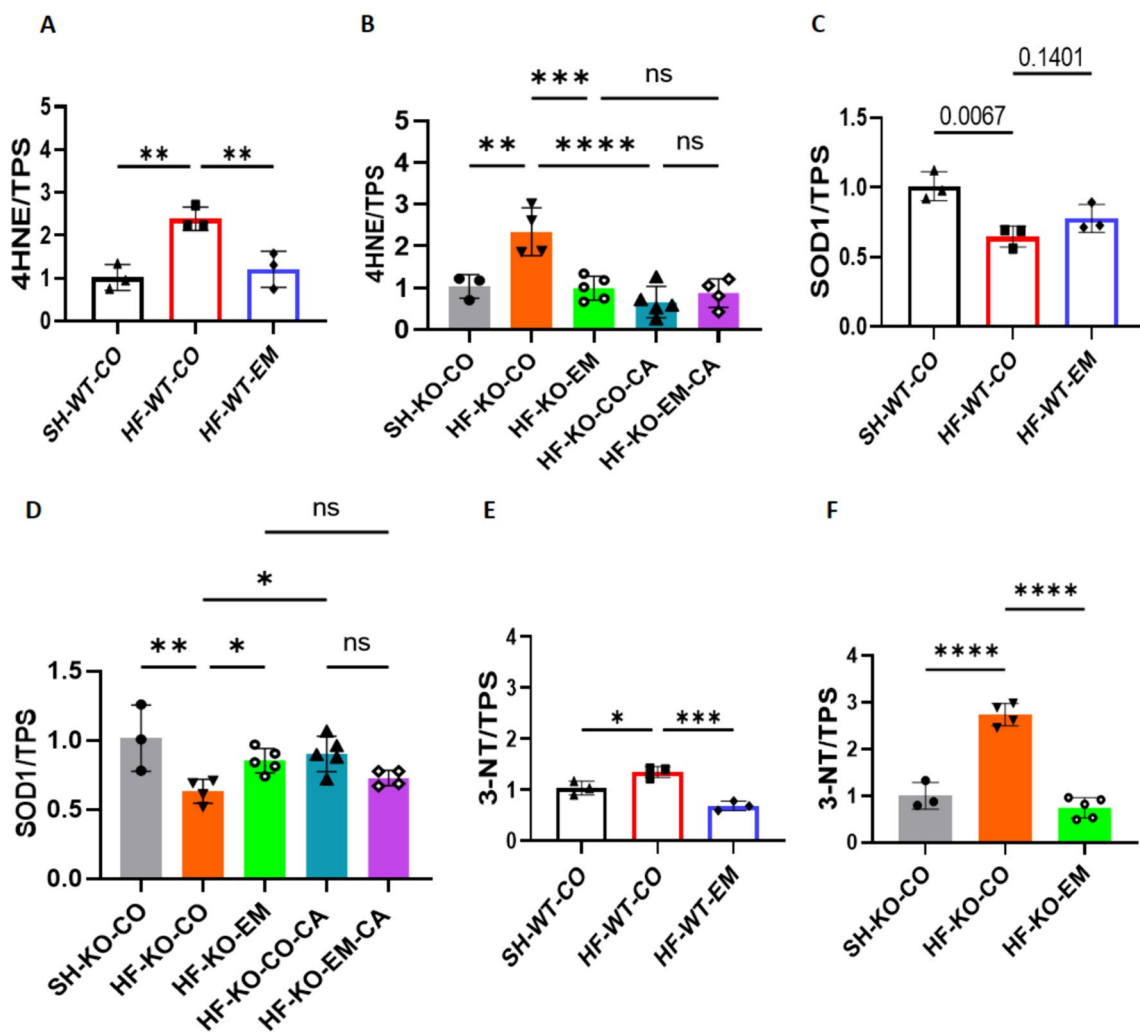 A
4HNE/TPS
5
4
3
2
1
0
**
**
SH-WT-CO
HF-WT-CO
HF-WT-EM
B
4HNE/TPS
5
4
3
2
1
0
***
ns
**
****
ns
SH-KO-CO
HF-KO-CO
HF-KO-EM
HF-KO-CO-CA
HF-KO-EM-CA
C
SOD1/TPS
1.5
1.0
0.5
0.0
0.1401
0.0067
SH-WT-CO
HF-WT-CO
HF-WT-EM
D
SOD1/TPS
1.5
1.0
0.5
0.0
ns
*
**
*
ns
SH-KO-CO
HF-KO-CO
HF-KO-EM
HF-KO-CO-CA
HF-KO-EM-CA
E
3-NT/TPS
4
3
2
1
0
*
***
SH-WT-CO
HF-WT-CO
HF-WT-EM
F
3-NT/TPS
4
3
2
1
0
****
****
SH-KO-CO
HF-KO-CO
HF-KO-EM